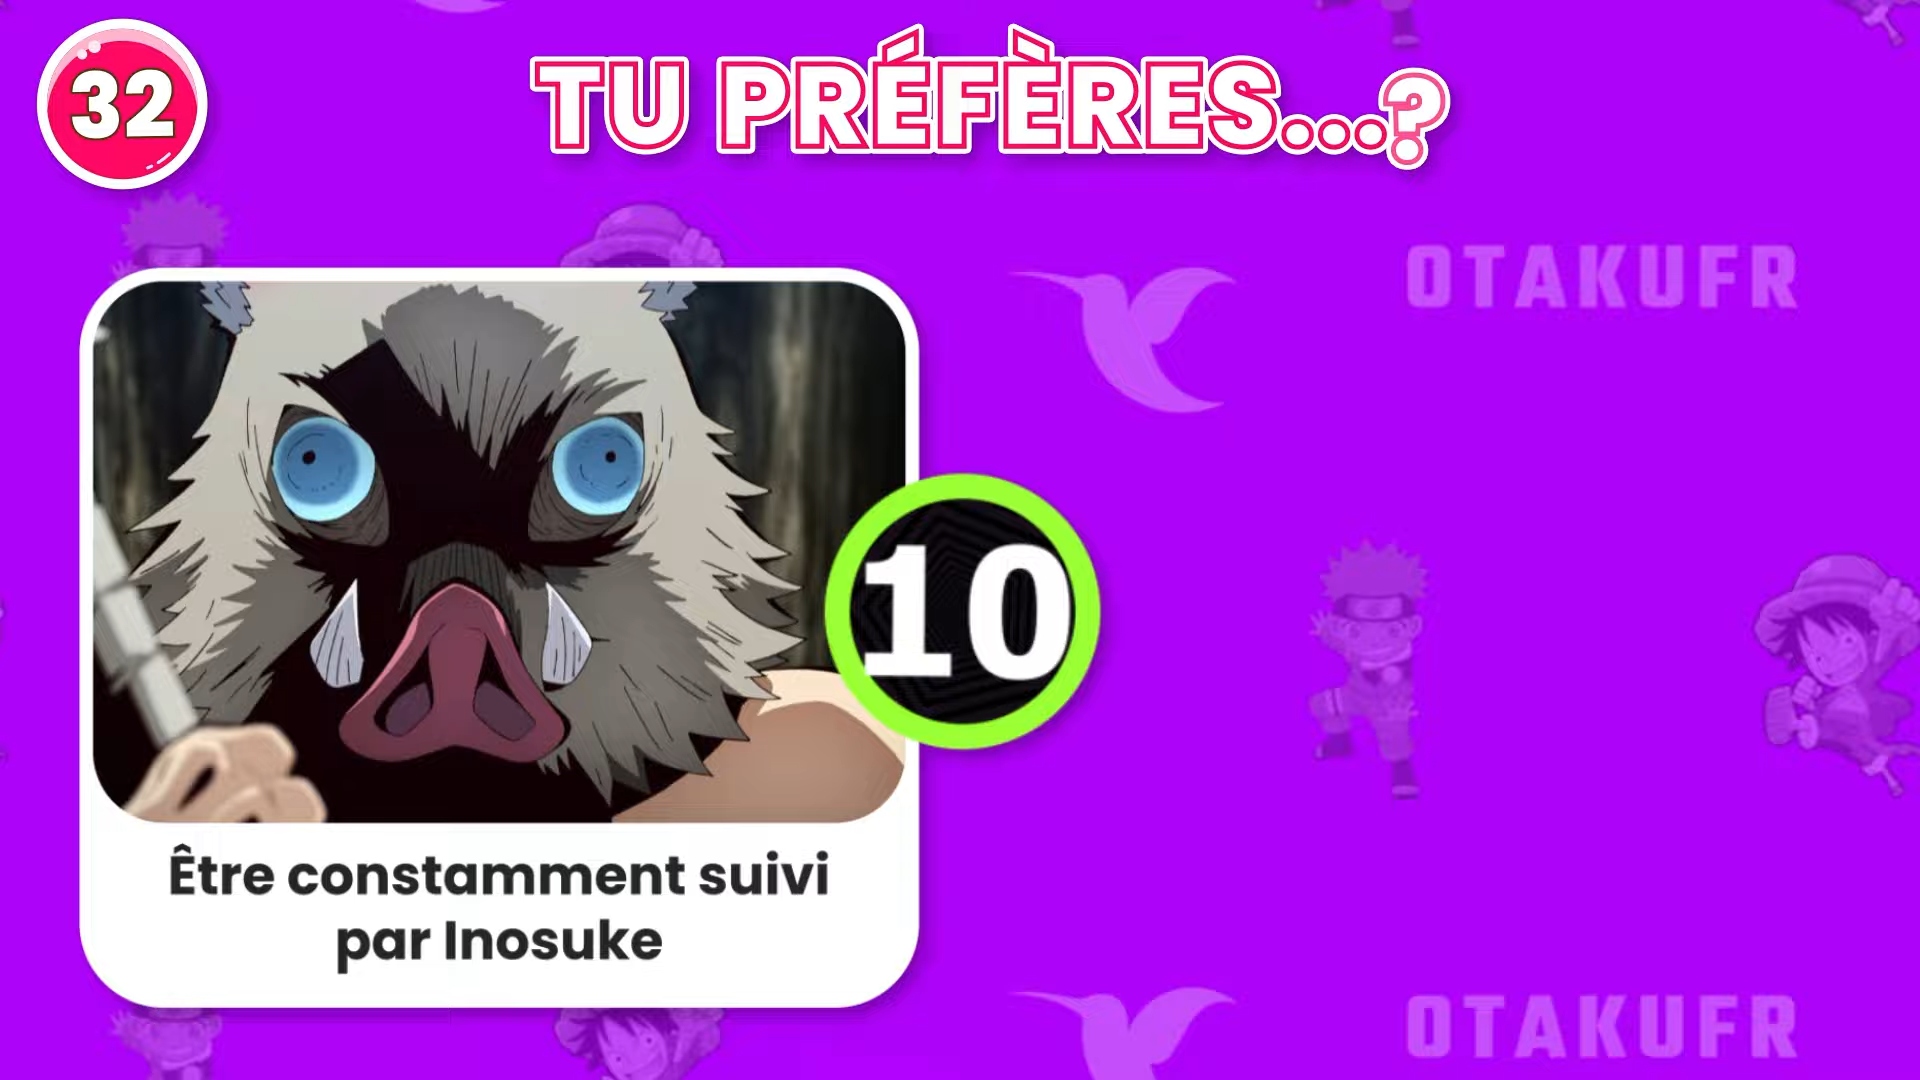 32
TU PRÉFÈRES...?
OTAKUFR
10
Être constamment suivi
par Inosuke
OTAKUFR